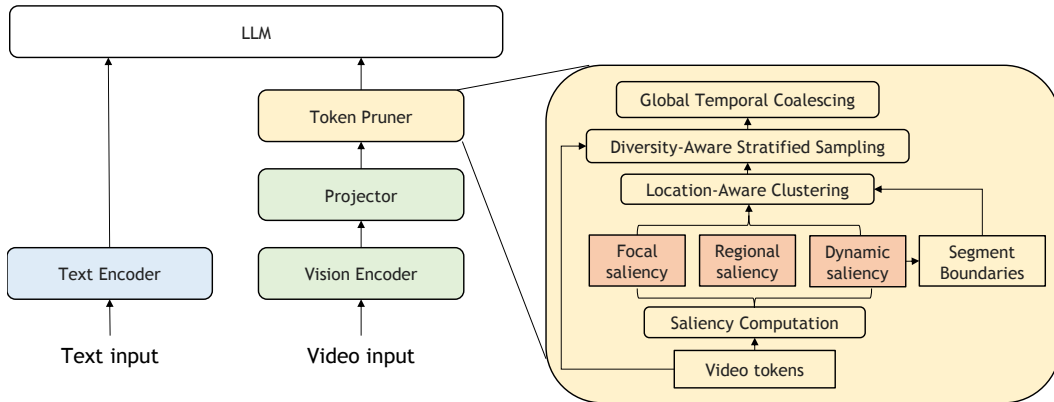 LLM
Token Pruner
Projector
Text Encoder
Vision Encoder
Text input
Video input
Global Temporal Coalescing
Diversity-Aware Stratified Sampling
Location-Aware Clustering
Focal
saliency
Regional
saliency
Dynamic
saliency
Segment
Boundaries
Saliency Computation
Video tokens